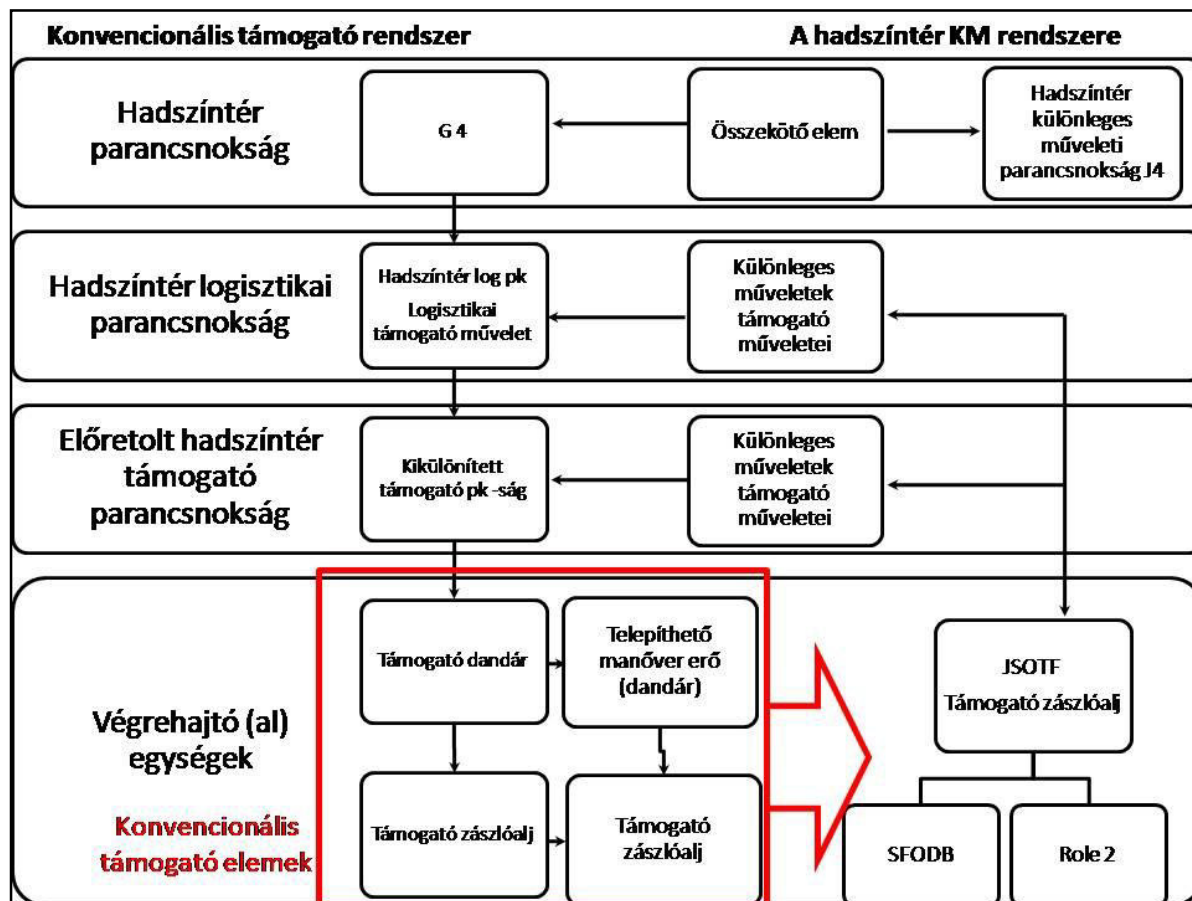 Konvencionális támogató rendszer
A hadszíntér KM rendszere
Hadszíntér
parancsnokság
G 4
Összekötő elem
Hadszíntér
különleges
műveleti
parancsnokság J4
Hadszíntér logisztikai
parancsnokság
Hadszíntér log pk
Logisztikai
támogató művelet
Különleges
műveletek
támogató
műveletei
Előretolt hadszíntér
támogató
parancsnokság
Kikülönített
támogató pk -ság
Különleges
műveletek
támogató
műveletei
Végrehajtó (al)
egységek
Konvencionális
támogató elemek
Támogató dandár
Telepíthető
manőver erő
(dandár)
Támogató zászlóalj
Támogató
zászlóalj
JSOTF
Támogató zászlóalj
SFODB
Role 2